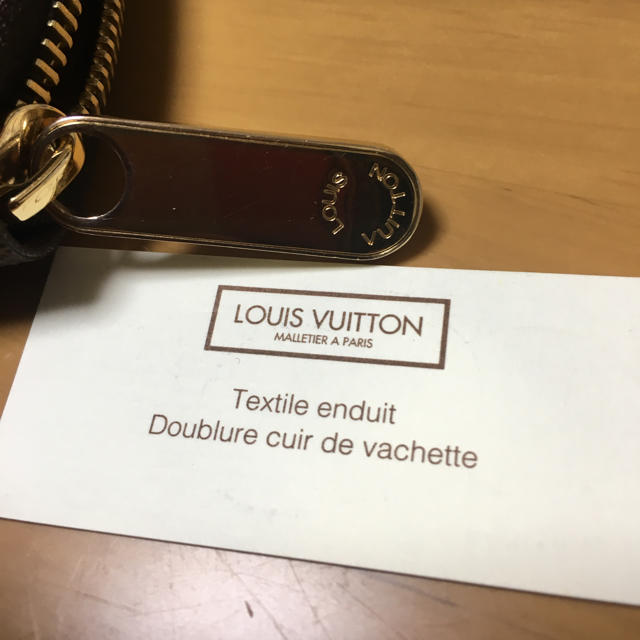 LOUIS VUITTON
LOUIS VUITTON
MALLETIER A PARIS
Textile enduit
Doublure cuir de vachette